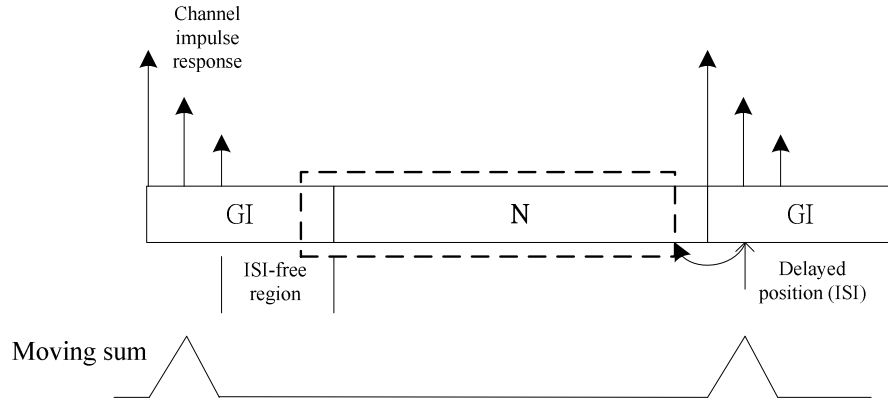 Channel
impulse
response
GI
N
GI
ISI-free
region
Delayed
position (ISI)
Moving sum